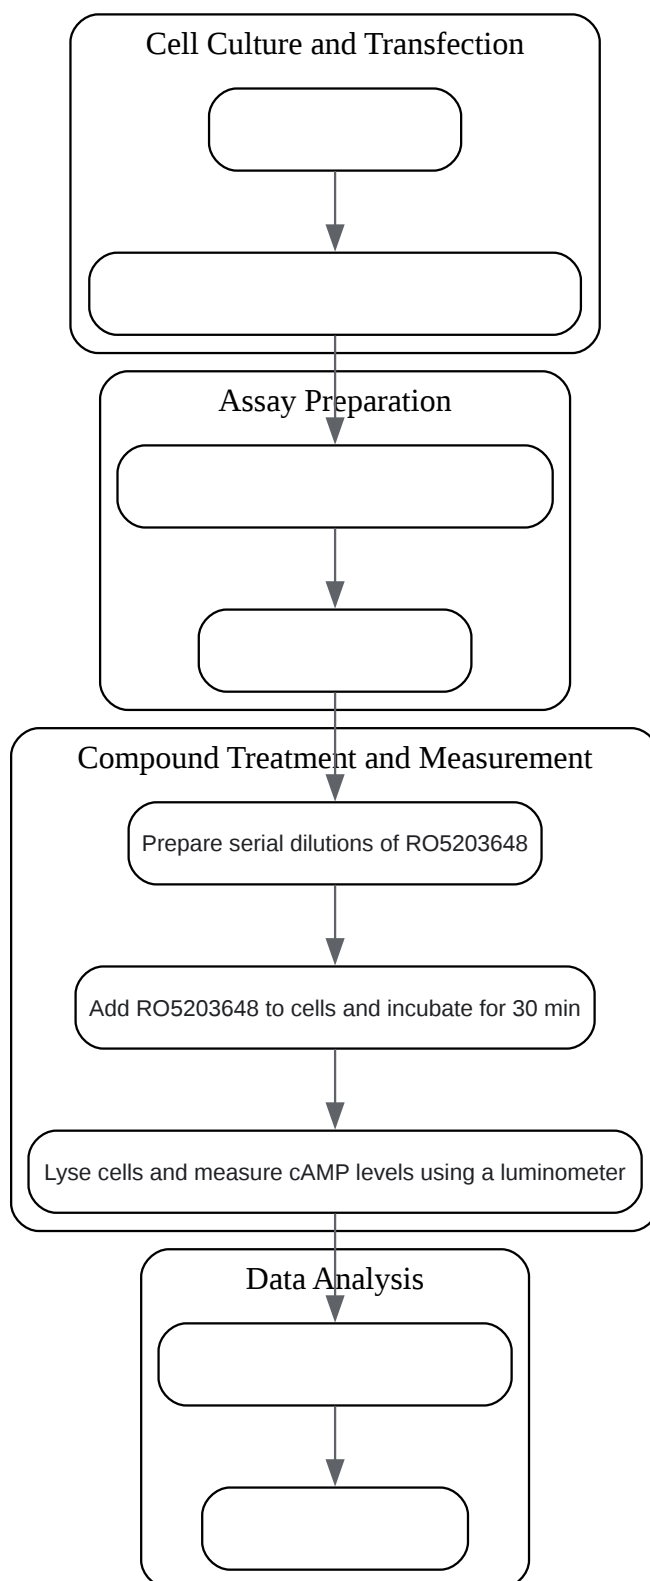 Cell Culture and Transfection
Assay Preparation
Compound Treatment and Measurement
Prepare serial dilutions of RO5203648
Add RO5203648 to cells and incubate for 30 min
Lyse cells and measure cAMP levels using a luminometer
Data Analysis